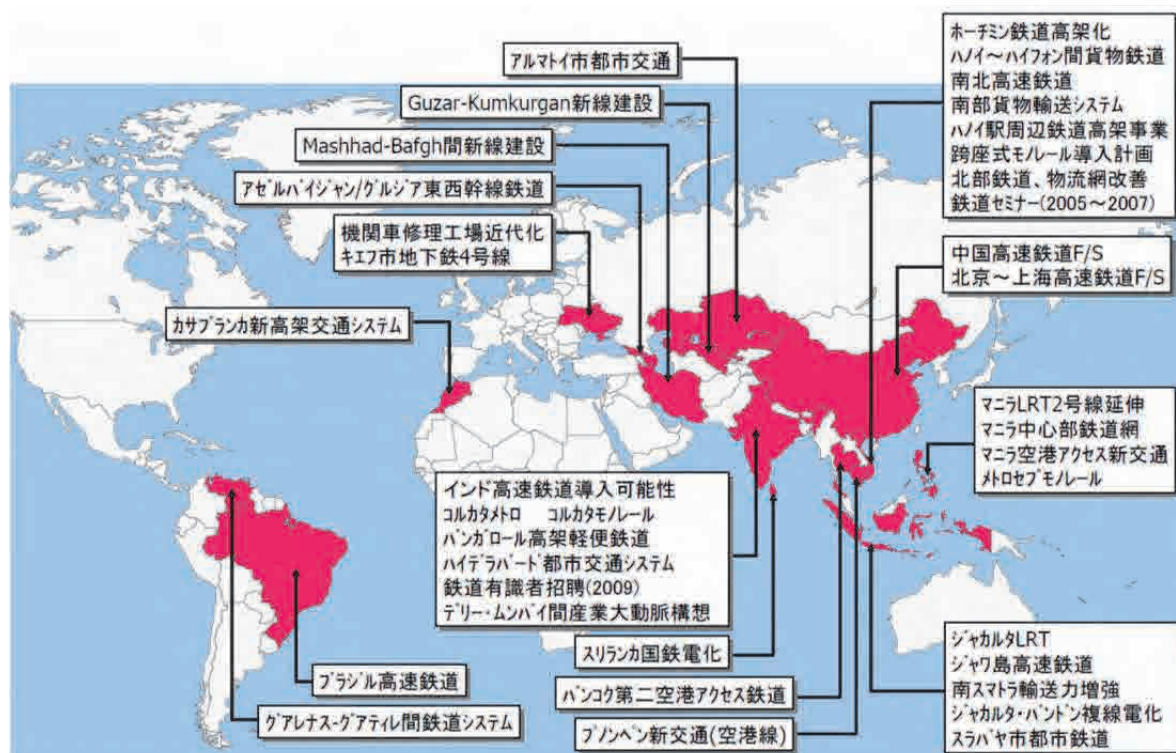 アルマトイ市都市交通
Guzar-Kumkurgan新線建設
Mashhad-Bafgh間新線建設
ｱｾﾞﾙﾊﾞｲｼﾞｬﾝ/ｸﾞﾙｼﾞｱ東西幹線鉄道
機関車修理工場近代化
ｷｴﾌ市地下鉄4号線
ｶｻﾌﾞﾗﾝｶ新高架交通システム
ホーチミン鉄道高架化
ﾊﾉｲ～ﾊｲﾌｫﾝ間貨物鉄道
南北高速鉄道
南部貨物輸送システム
ﾊﾉｲ駅周辺鉄道高架事業
跨座式ﾓﾉﾚｰﾙ導入計画
北部鉄道、物流網改善
鉄道セミナー(2005～2007)
中国高速鉄道F/S
北京～上海高速鉄道F/S
ﾏﾆﾗLRT2号線延伸
ﾏﾆﾗ中心部鉄道網
ﾏﾆﾗ空港アクセス新交通
ﾒﾄﾛｾﾌﾞﾓﾉﾚｰﾙ
インド高速鉄道導入可能性
ｺﾙｶﾀﾒﾄﾛ　ｺﾙｶﾀﾓﾉﾚｰﾙ
ﾊﾞﾝｶﾞﾛｰﾙ高架軽便鉄道
ﾊｲﾃﾞﾗﾊﾞｰﾄﾞ都市交通システム
鉄道有識者招聘(2009)
ﾃﾞﾘｰ・ﾑﾝﾊﾞｲ間産業大動脈構想
スリランカ国鉄電化
ﾊﾞﾝｺｸ第二空港アクセス鉄道
ﾌﾟﾉﾝﾍﾟﾝ新交通(空港線)
ジャカルタLRT
ジャワ島高速鉄道
南スマトラ輸送力増強
ｼﾞｬｶﾙﾀ・ﾊﾞﾝﾄﾞﾝ複線電化
スラバヤ市都市鉄道
ﾌﾞﾗｼﾞﾙ高速鉄道
ｸﾞｱﾚﾅｽ-ｸﾞｱﾃｨﾚ間鉄道システム